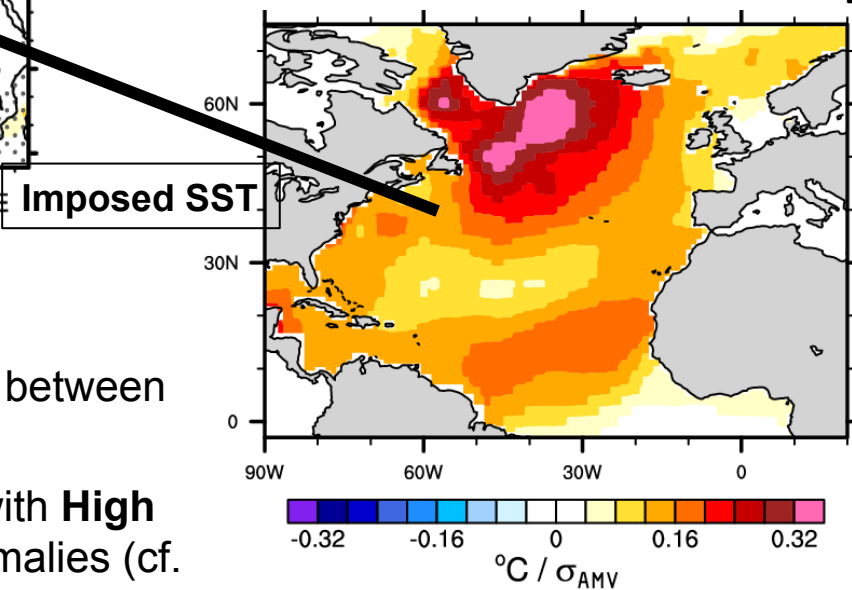 Imposed SST
60N
30N
0
90W 60W 30W 0
between
with High
-0.32 -0.16 0 0.16 0.32
malies (cf.
°C / σAMV